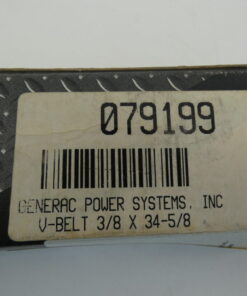 079199
GENERAC POWER SYSTEMS, INC
V-BELT 3/8 X 34-5/8